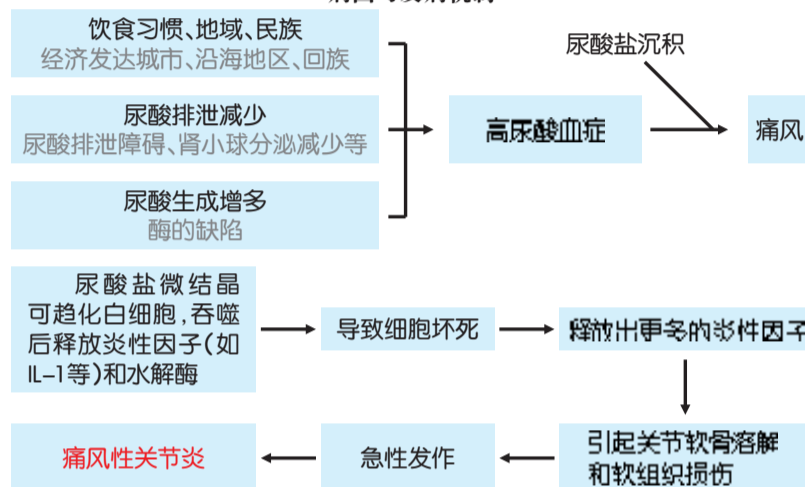 饮食习惯、地域、民族
经济发达城市、沿海地区、回族
尿酸盐沉积
尿酸排泄减少
尿酸排泄障碍、肾小球分泌减少等
高尿酸血症
痛风
尿酸生成增多
酶的缺陷
尿酸盐微结晶
可趋化白细胞,吞噬
后释放炎性因子(如
IL-1等)和水解酶
导致细胞坏死
释放出更多的炎性因子
引起关节软骨溶解
和软组织损伤
急性发作
痛风性关节炎